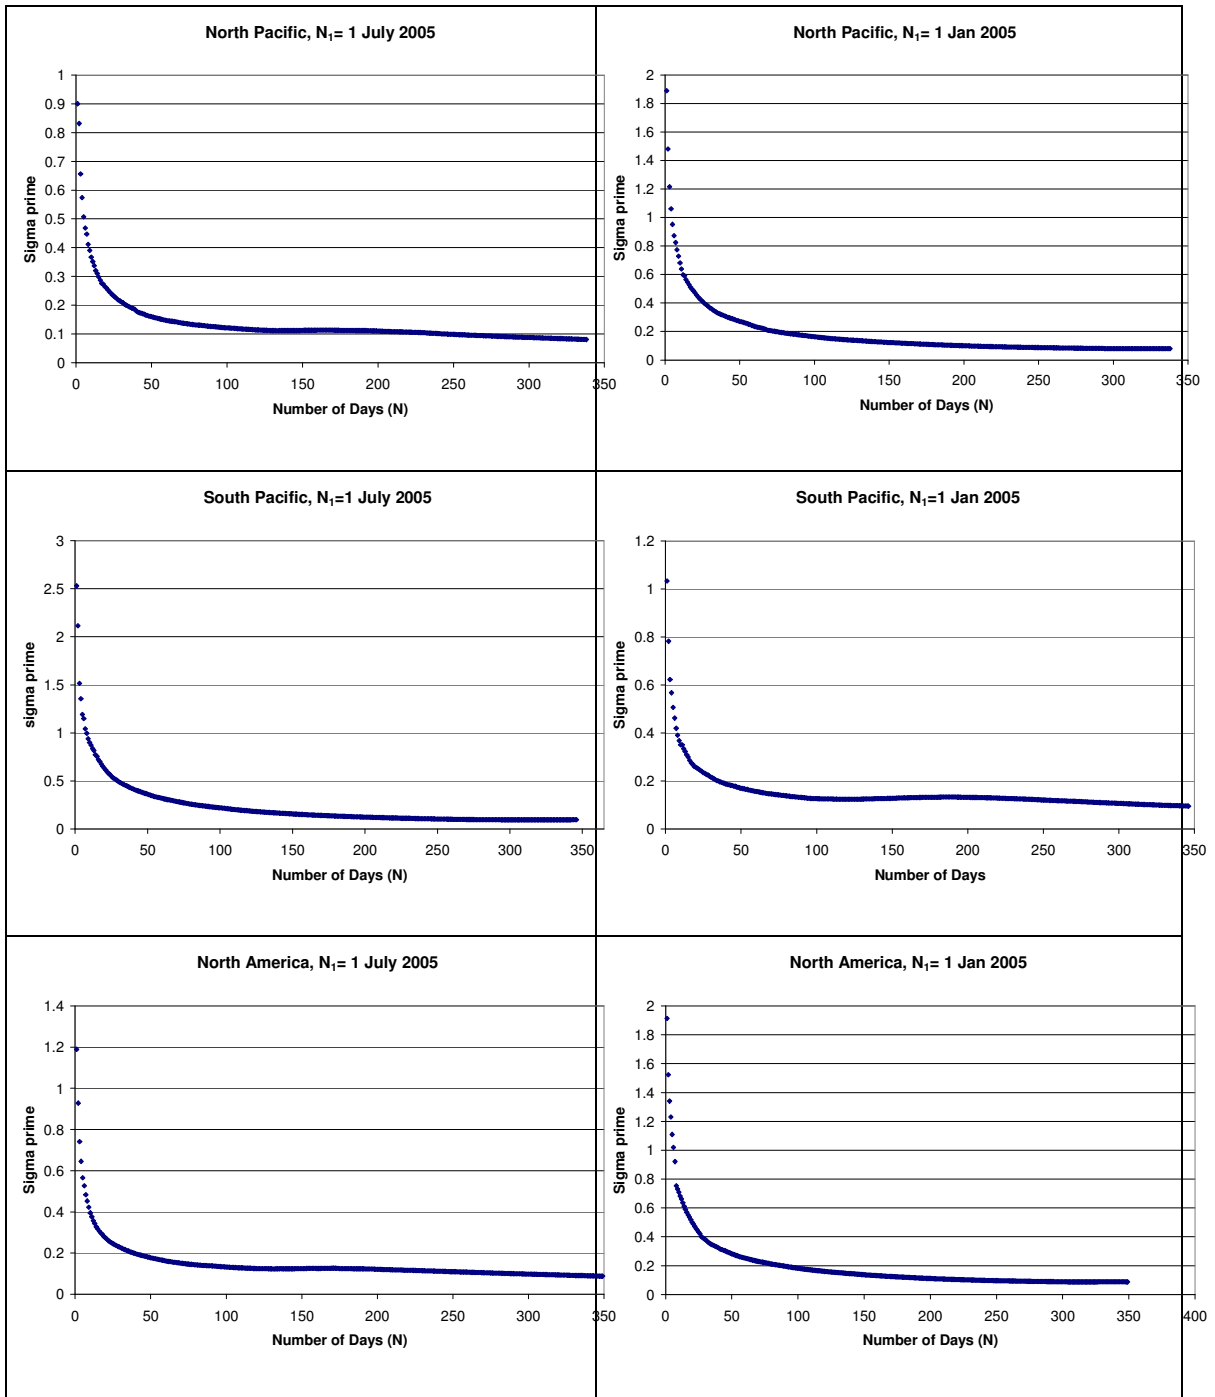 North Pacific, N₁= 1 July 2005
1
0.9
0.8
0.7
0.6
0.5
0.4
0.3
0.2
0.1
0
Sigma prime
0 50 100 150 200 250 300 350
Number of Days (N)
North Pacific, N₁= 1 Jan 2005
2
1.8
1.6
1.4
1.2
1
0.8
0.6
0.4
0.2
0
Sigma prime
0 50 100 150 200 250 300 350
Number of Days (N)
South Pacific, N₁=1 July 2005
3
2.5
2
1.5
1
0.5
0
sigma prime
0 50 100 150 200 250 300 350
Number of Days (N)
South Pacific, N₁=1 Jan 2005
1.2
1
0.8
0.6
0.4
0.2
0
Sigma prime
0 50 100 150 200 250 300 350
Number of Days
North America, N₁= 1 July 2005
1.4
1.2
1
0.8
0.6
0.4
0.2
0
Sigma prime
0 50 100 150 200 250 300 350
Number of Days (N)
North America, N₁= 1 Jan 2005
2
1.8
1.6
1.4
1.2
1
0.8
0.6
0.4
0.2
0
Sigma prime
0 50 100 150 200 250 300 350 400
Number of Days (N)